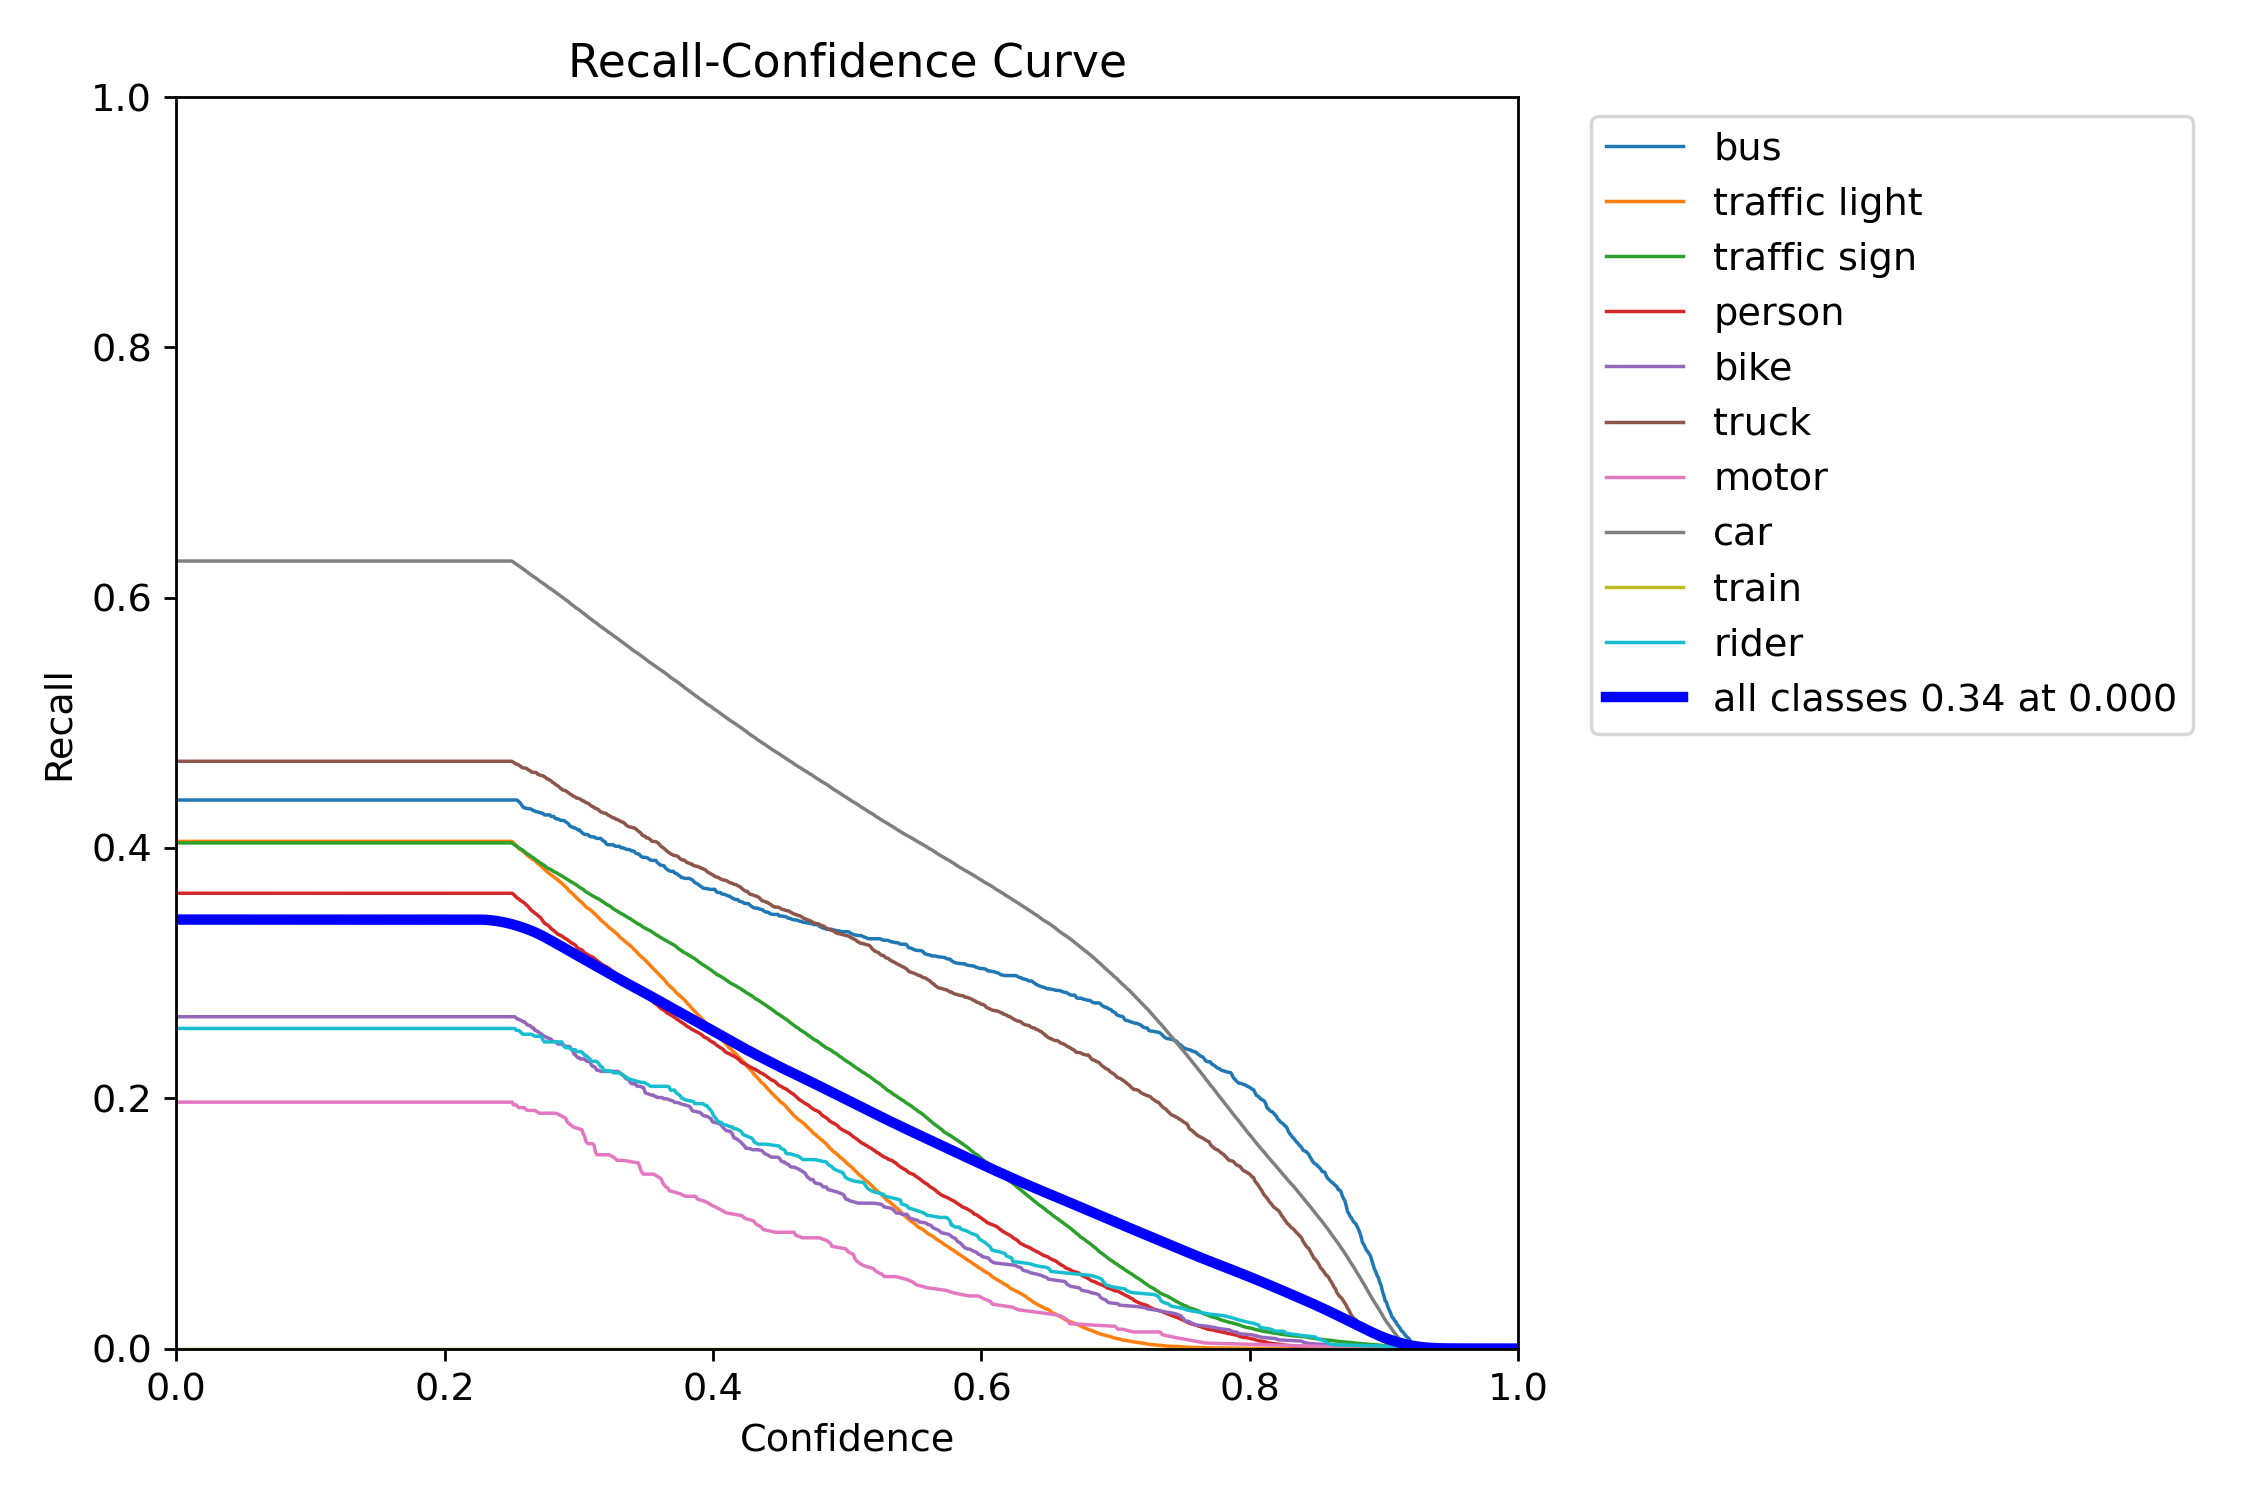 Recall-Confidence Curve
1.0
0.8
0.6
0.4
0.2
0.0
Recall
0.0 0.2 0.4 0.6 0.8 1.0
Confidence
bus
traffic light
traffic sign
person
bike
truck
motor
car
train
rider
all classes 0.34 at 0.000